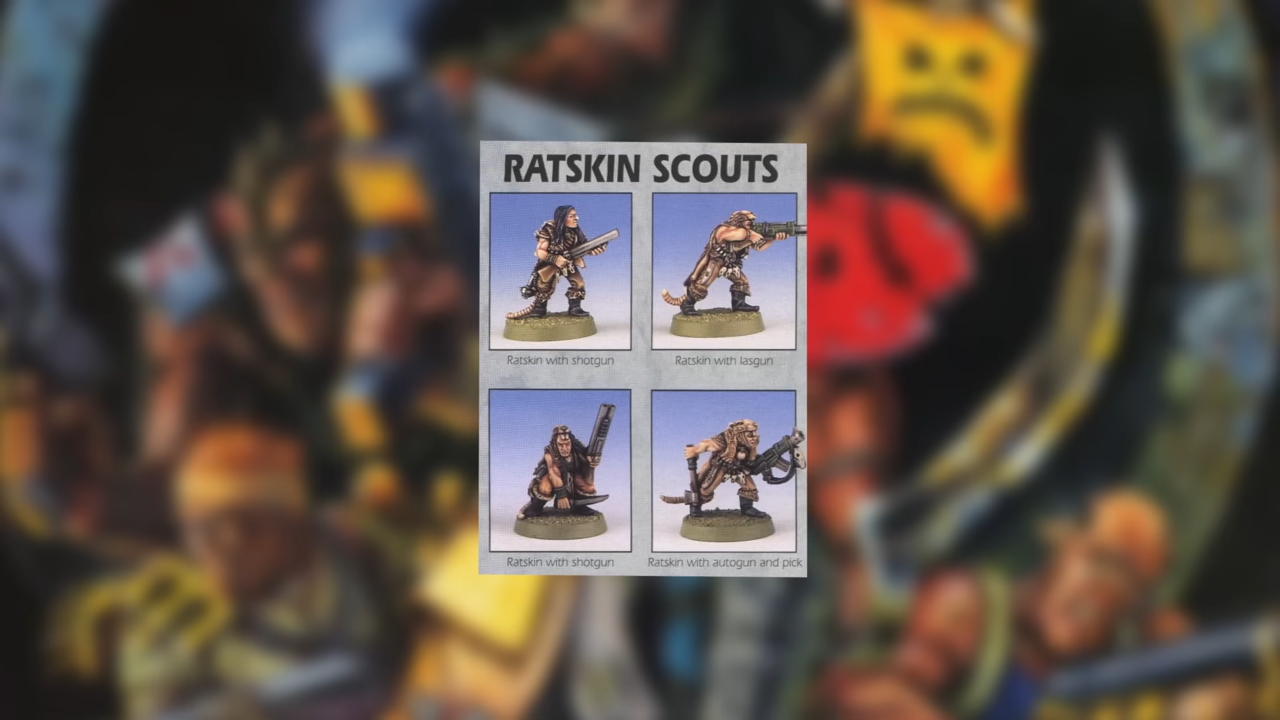 RATSKIN SCOUTS
Ratskin with shotgun
Ratskin with lasgun
Ratskin with shotgun
Ratskin with autogun and pick